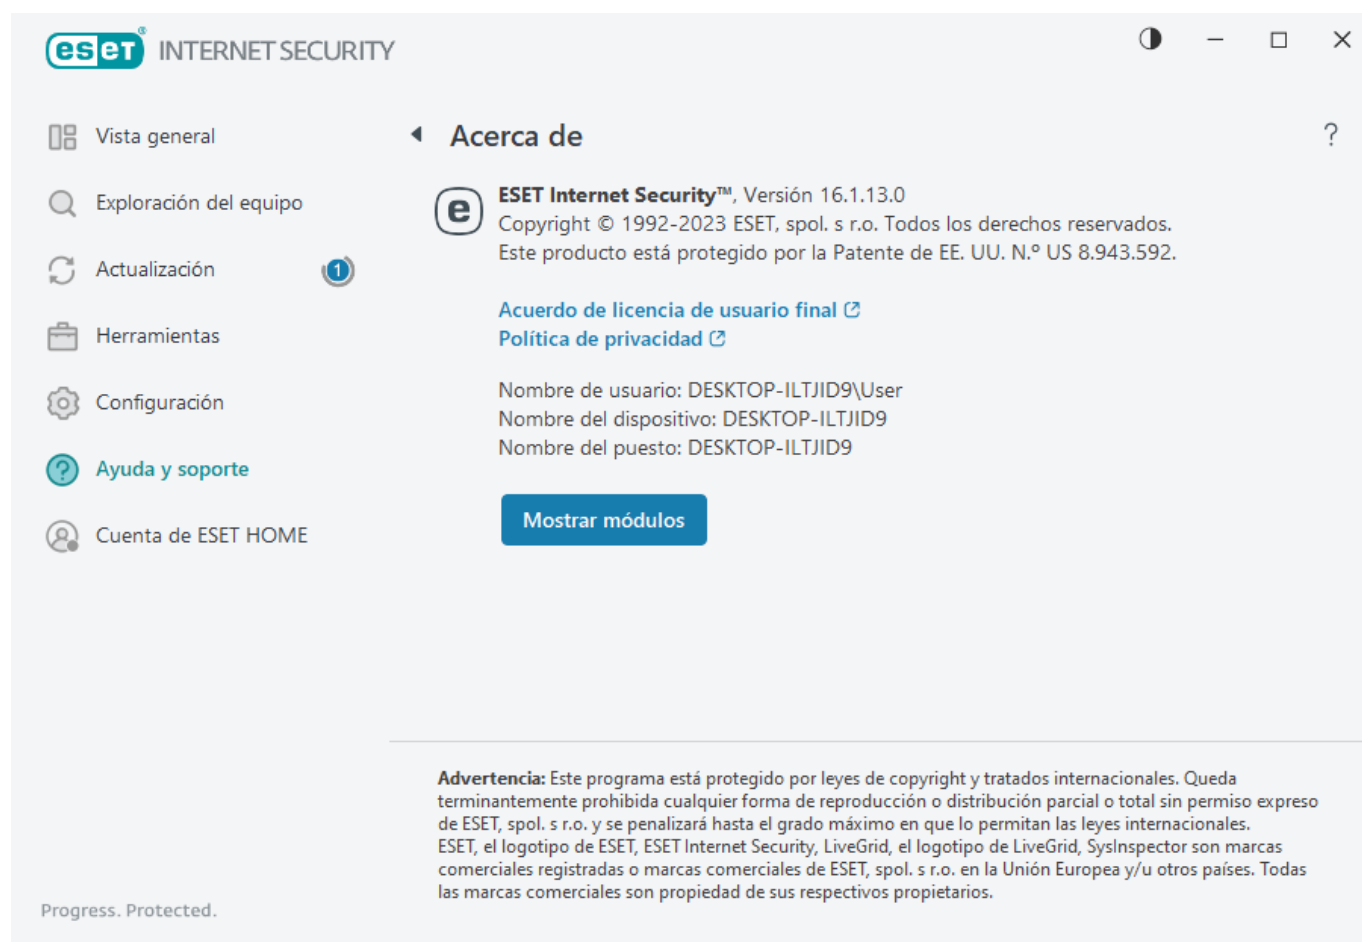 eset® INTERNET SECURITY
Vista general
Exploración del equipo
Actualización 1
Herramientas
Configuración
Ayuda y soporte
Cuenta de ESET HOME
Progress. Protected.
Acerca de ?
e
ESET Internet Security™, Versión 16.1.13.0
Copyright © 1992-2023 ESET, spol. s r.o. Todos los derechos reservados.
Este producto está protegido por la Patente de EE. UU. N.º US 8.943.592.
Acuerdo de licencia de usuario final
Política de privacidad
Nombre de usuario: DESKTOP-ILTJID9\User
Nombre del dispositivo: DESKTOP-ILTJID9
Nombre del puesto: DESKTOP-ILTJID9
Mostrar módulos
Advertencia: Este programa está protegido por leyes de copyright y tratados internacionales. Queda
terminantemente prohibida cualquier forma de reproducción o distribución parcial o total sin permiso expreso
de ESET, spol. s r.o. y se penalizará hasta el grado máximo en que lo permitan las leyes internacionales.
ESET, el logotipo de ESET, ESET Internet Security, LiveGrid, el logotipo de LiveGrid, SysInspector son marcas
comerciales registradas o marcas comerciales de ESET, spol. s r.o. en la Unión Europea y/u otros países. Todas
las marcas comerciales son propiedad de sus respectivos propietarios.